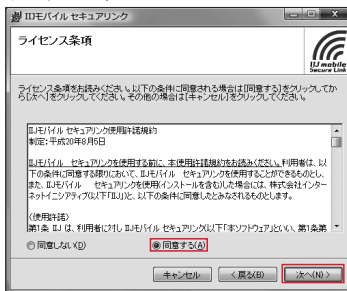 IIJモバイル セキュアリンク
ライセンス条項
IIJ mobile
Secure Link
ライセンス条項をお読みください。以下の条件に同意される場合は[同意する]をクリックしてか
ら[次へ]をクリックしてください。その他の場合は[キャンセル]をクリックしてください。
IIJモバイル セキュアリンク使用許諾規約
制定:平成20年8月5日
IIJモバイル セキュアリンクを使用する前に、本使用許諾規約をお読みください。利用者は、以
下の条件に同意する限りにおいて、IIJモバイル セキュアリンクを使用することができるものとし、
また、IIJモバイル セキュアリンクを使用(インストールを含む)した場合には、株式会社インター
ネットイニシアティブ(以下「IIJ」)と、以下の条件に同意したとみなされるものとします。
〈使用許諾〉
第1条 IIJ は、利用者に対し IIJモバイル セキュアリンク(以下「本ソフトウェア」といい、第1条第
同意しない(D)
同意する(A)
キャンセル
< 戻る(B)
次へ(N) >